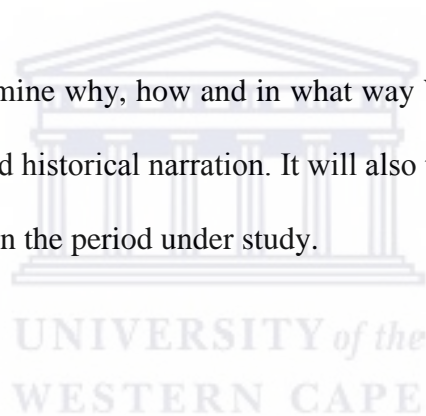 mine why, how and in what way
d historical narration. It will also
n the period under study.
UNIVERSITY of the
WESTERN CAPE